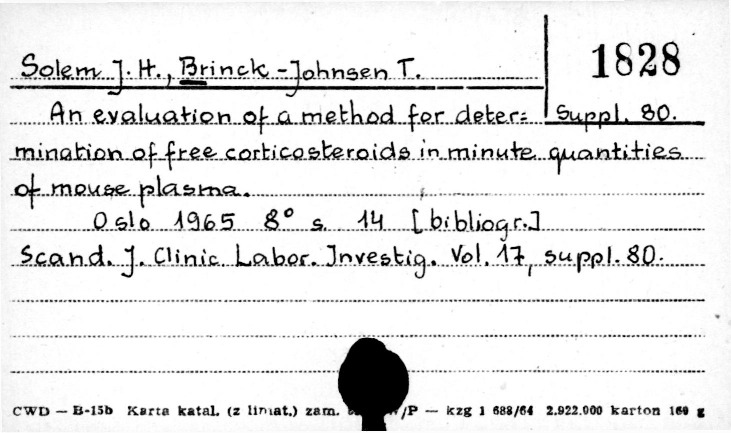 Solem J. H., Brinck-Johnsen T.
1828
An evaluation of a method for deter=
Suppl. 80.
mination of free corticosteroids in minute quantities
of mouse plasma.
Oslo 1965 8° s. 14 [bibliogr.]
Scand. J. Clinic. Labor. Investig. Vol. 17, suppl. 80.
CWD — B-15b Karta katal. (z liniat.) zam. /P — kzg 1 688/64 2.922.000 karton 160 g